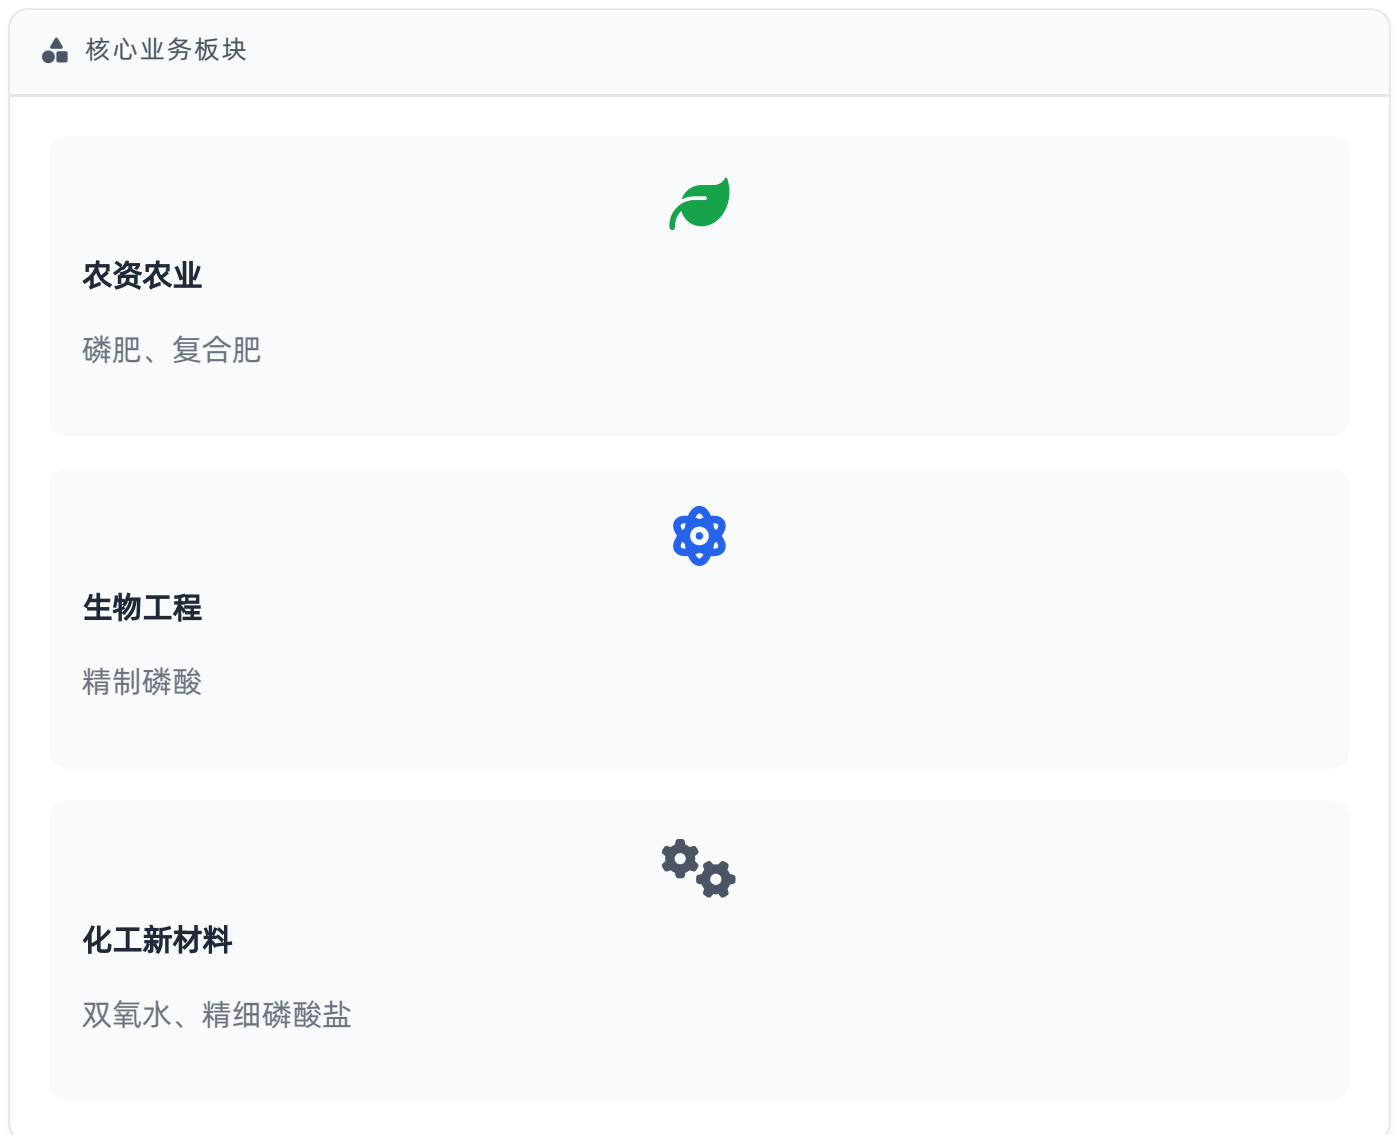 核心业务板块
农资农业
磷肥、复合肥
生物工程
精制磷酸
化工新材料
双氧水、精细磷酸盐